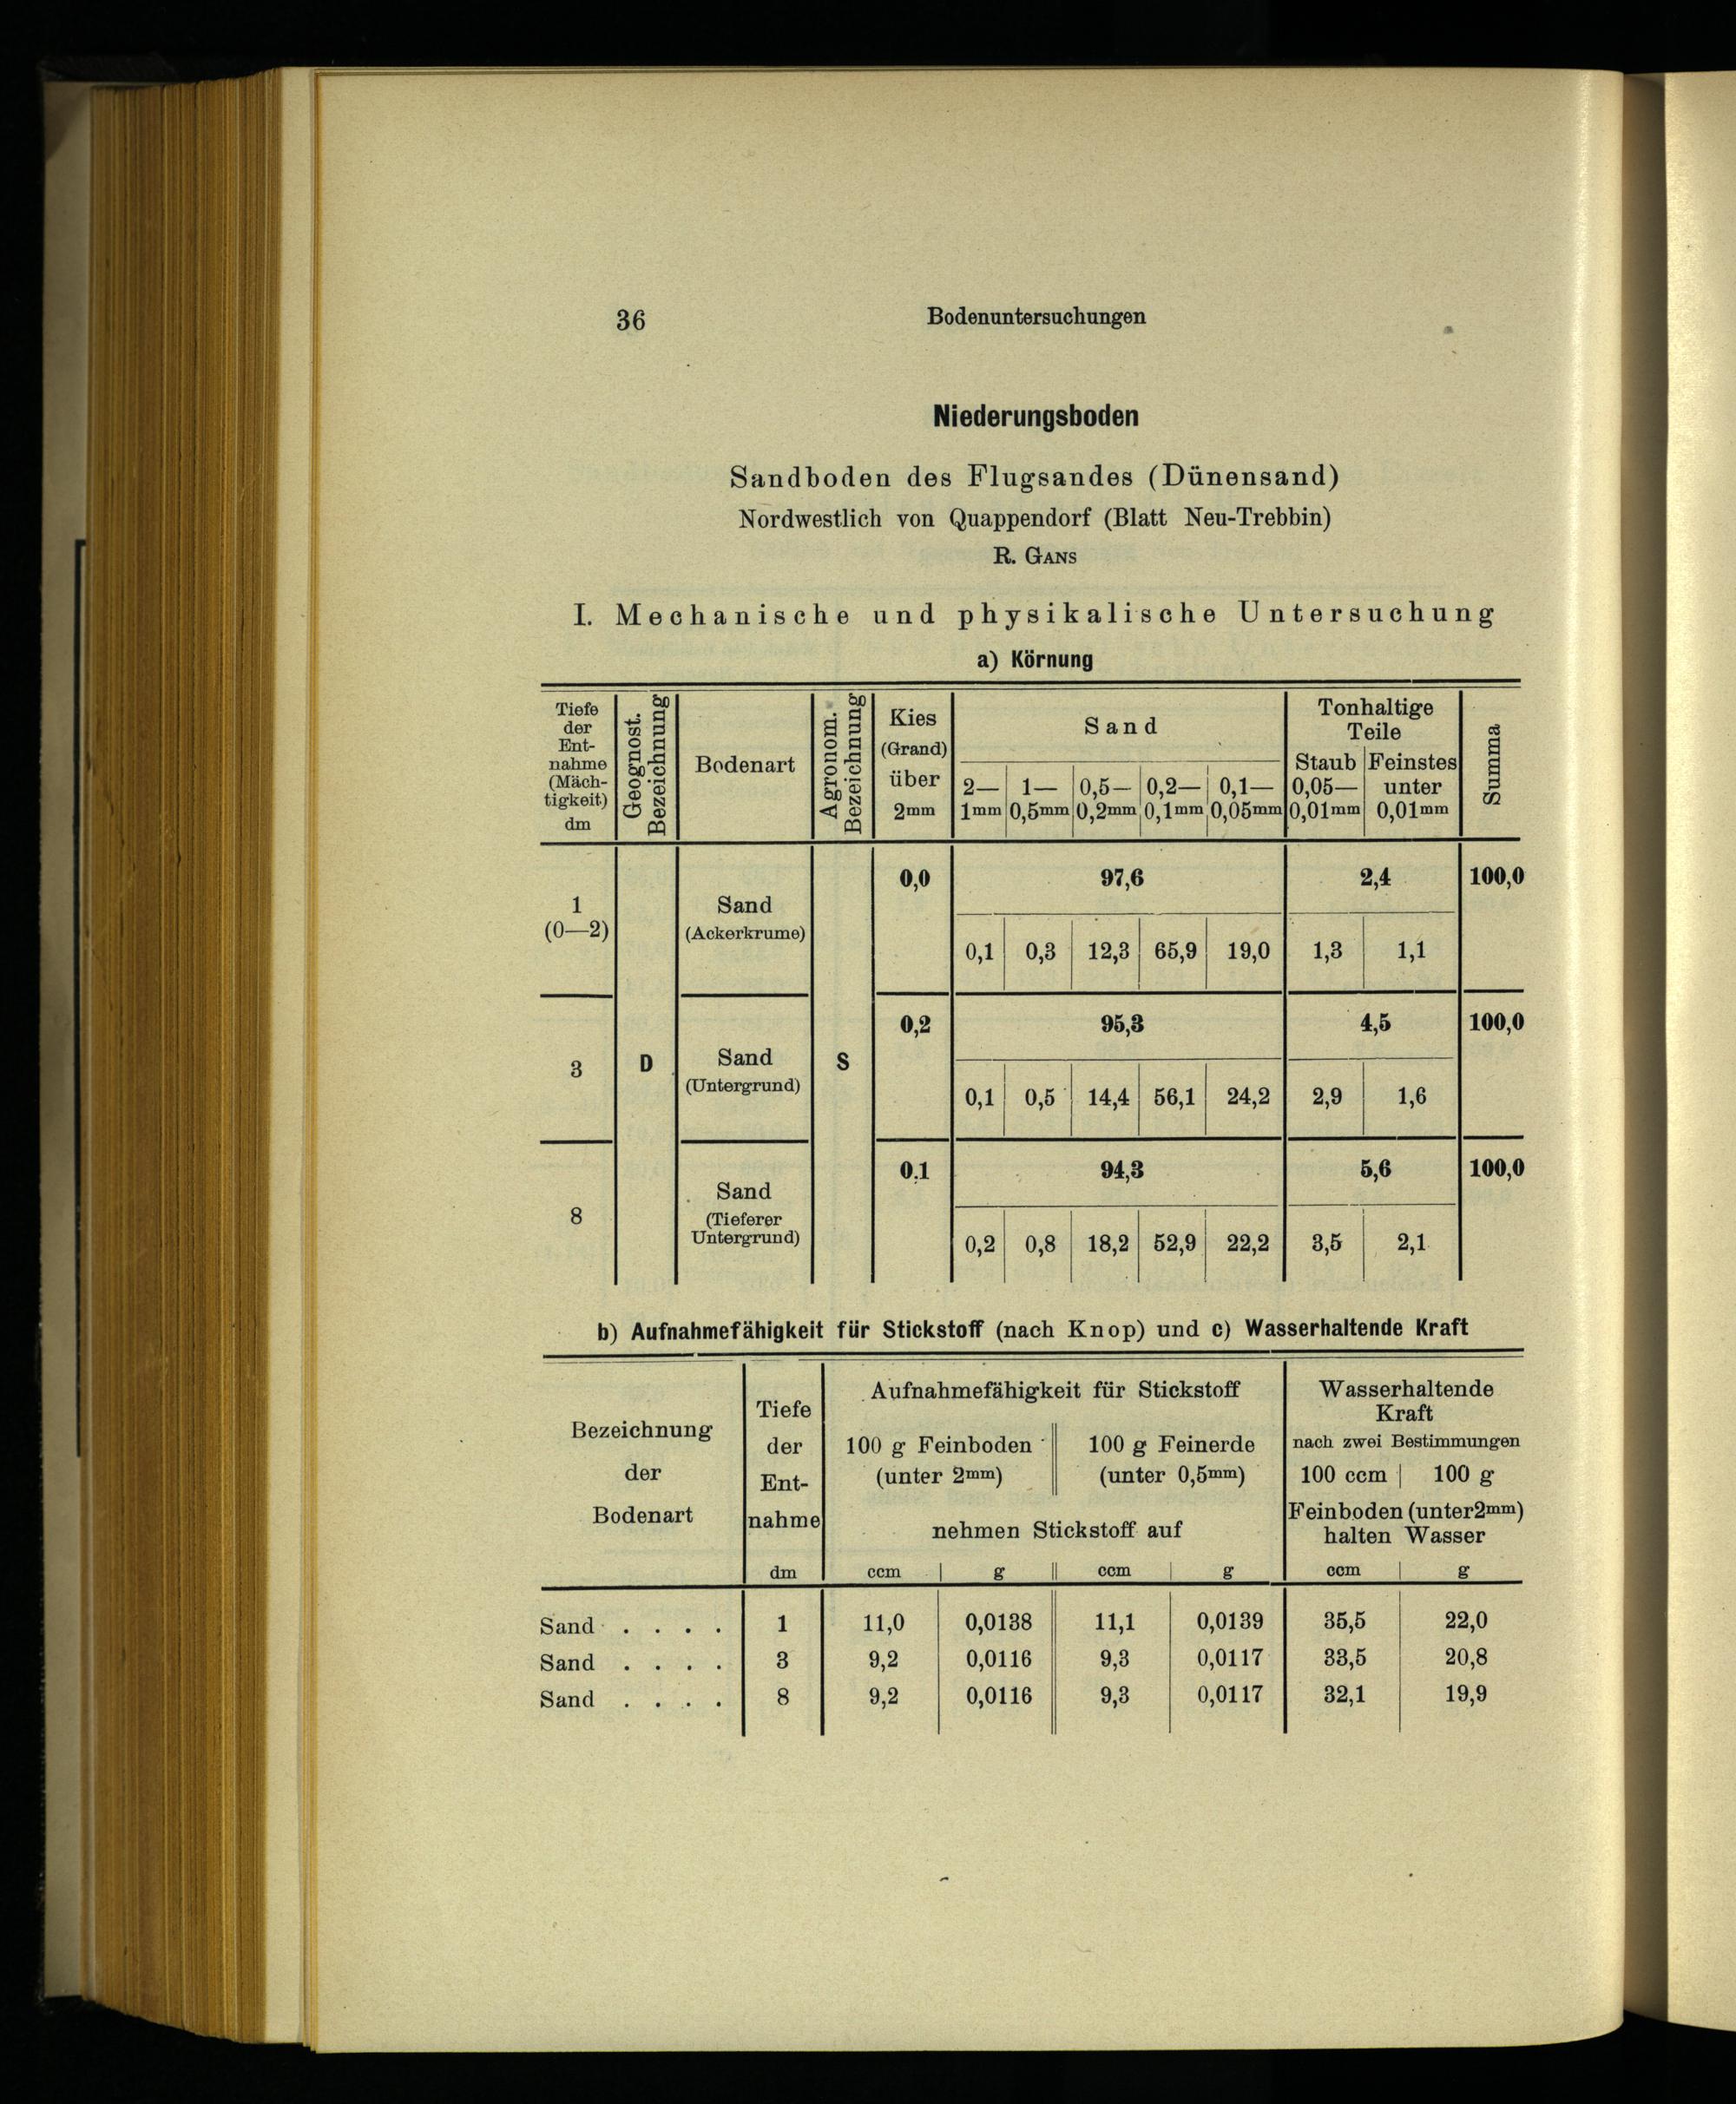 36
Bodenuntersuchungen
Niederungsboden
Sandboden des Flugsandes (Dünensand)
Nordwestlich von Quappendorf (Blatt Neu-Trebbin)
R. GANS
I. Mechanische und physikalische Untersuchung
a) Körnung
Tiefe der Ent-nahme (Mäch-tigkeit) dm | Geognost. Bezeichnung | Bodenart | Agronom. Bezeichnung | Kies (Grand) über 2mm | Sand | Tonhaltige Teile | Summa
2—1mm | 1—0,5mm | 0,5—0,2mm | 0,2—0,1mm | 0,1—0,05mm | Staub 0,05—0,01mm | Feinstes unter 0,01mm
1 (0—2) | D | Sand (Ackerkrume) | S | 0,0 | 97,6 | 2,4 | 100,0
0,1 | 0,3 | 12,3 | 65,9 | 19,0 | 1,3 | 1,1
3 | Sand (Untergrund) | 0,2 | 95,3 | 4,5 | 100,0
0,1 | 0,5 | 14,4 | 56,1 | 24,2 | 2,9 | 1,6
8 | Sand (Tieferer Untergrund) | 0,1 | 94,3 | 5,6 | 100,0
0,2 | 0,8 | 18,2 | 52,9 | 22,2 | 3,5 | 2,1
b) Aufnahmefähigkeit für Stickstoff (nach Knop) und c) Wasserhaltende Kraft
Bezeichnung der Bodenart | Tiefe der Ent-nahme dm | Aufnahmefähigkeit für Stickstoff | Wasserhaltende Kraft
100 g Feinboden (unter 2mm) | 100 g Feinerde (unter 0,5mm) | nach zwei Bestimmungen
100 ccm | 100 g
nehmen Stickstoff auf | Feinboden (unter 2mm) halten Wasser
ccm | g | ccm | g | ccm | g
Sand . . . . | 1 | 11,0 | 0,0138 | 11,1 | 0,0139 | 35,5 | 22,0
Sand . . . . | 3 | 9,2 | 0,0116 | 9,3 | 0,0117 | 33,5 | 20,8
Sand . . . . | 8 | 9,2 | 0,0116 | 9,3 | 0,0117 | 32,1 | 19,9